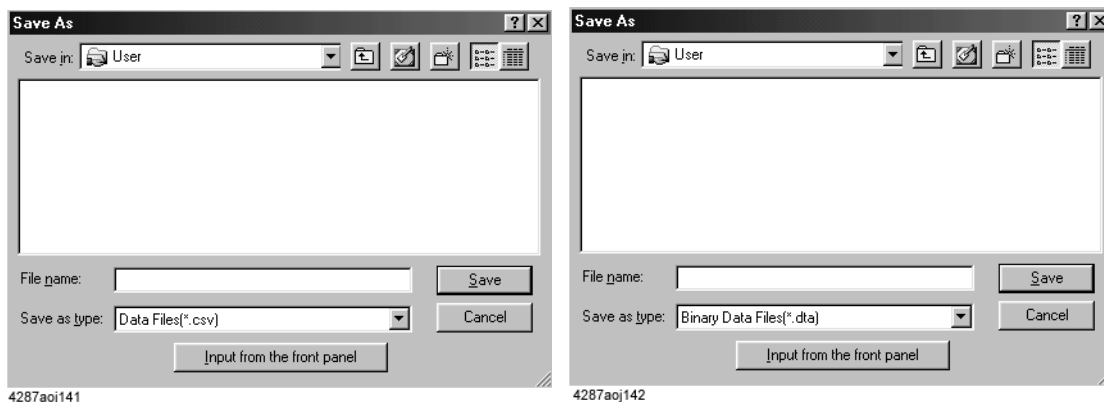 Save As
Save in: User
File name:
Save
Save as type: Data Files(*.csv)
Cancel
Input from the front panel
4287aoj141
Save As
Save in: User
File name:
Save
Save as type: Binary Data Files(*.dta)
Cancel
Input from the front panel
4287aoj142